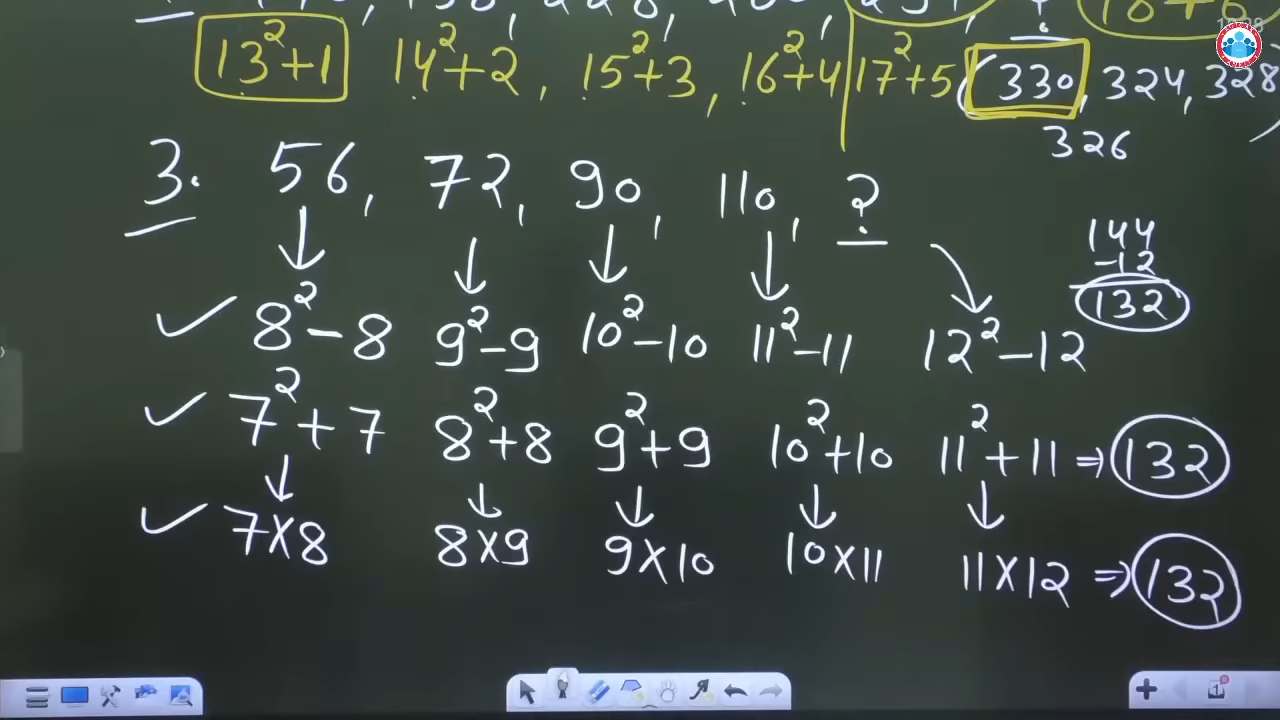 13²+1 14²+2, 15²+3, 16²+4 17²+5 (330, 324, 328
326
3. 56, 72, 90, 110, ?
144
-12
132
8²-8 9²-9 10²-10 11²-11 12²-12
7²+7 8²+8 9²+9 10²+10 11²+11 ⇒ 132
7×8 8×9 9×10 10×11 11×12 ⇒ 132
1